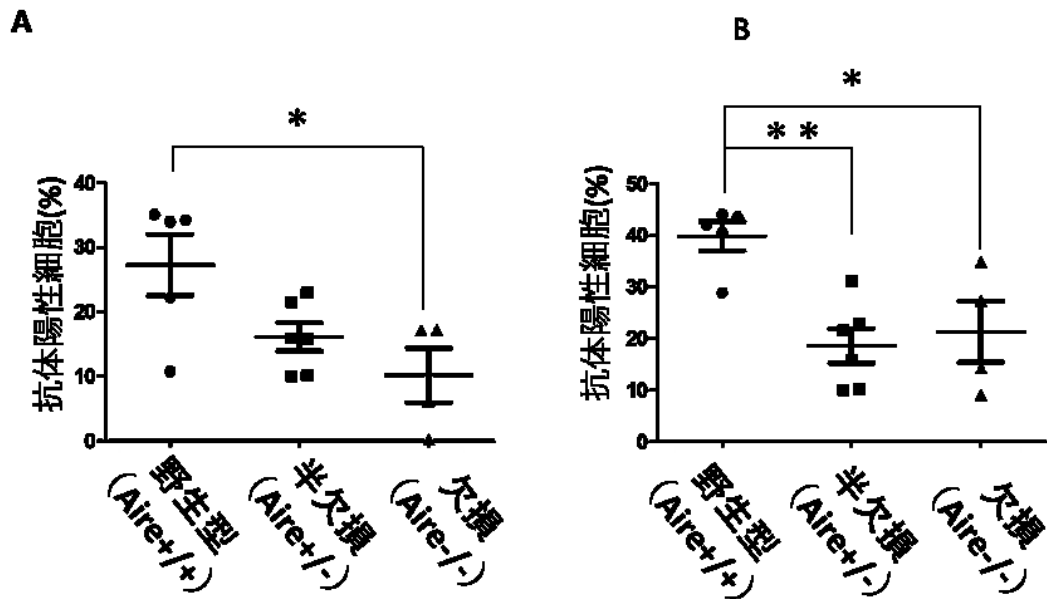 A
*
抗体陽性細胞(%)
40
30
20
10
0
野生型
(Aire+/+)
半欠損
(Aire+/-)
欠損
(Aire-/-)
B
*
**
抗体陽性細胞(%)
50
40
30
20
10
0
野生型
(Aire+/+)
半欠損
(Aire+/-)
欠損
(Aire-/-)